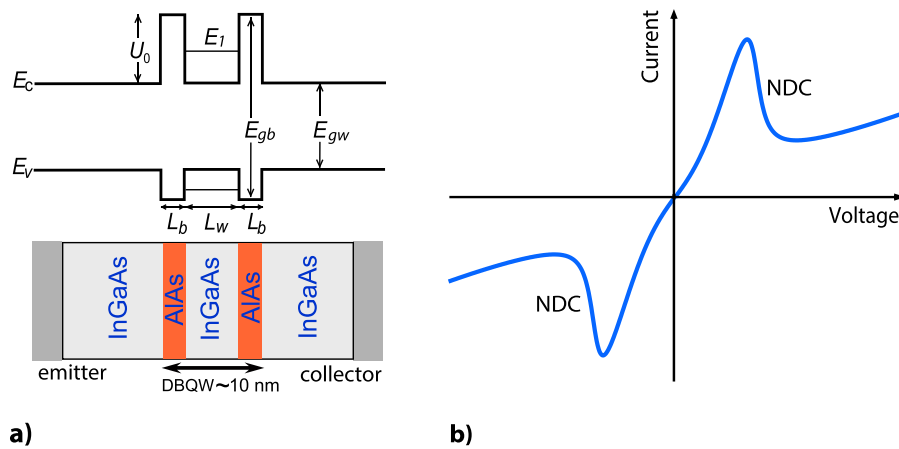 U0
E1
EC
Egb
Egw
EV
Lb Lw Lb
InGaAs
AlAs
InGaAs
AlAs
InGaAs
emitter
collector
DBQW~10 nm
a)
Current
NDC
Voltage
NDC
b)